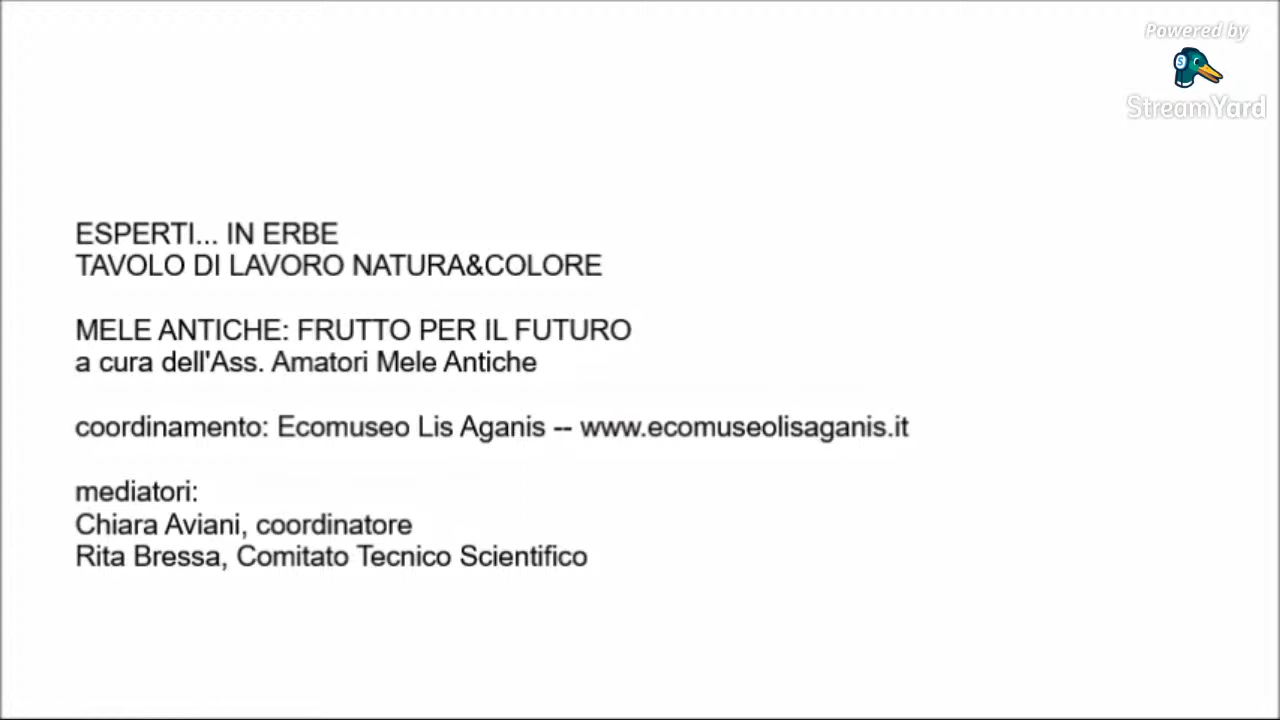 Powered by
StreamYard
ESPERTI... IN ERBE
TAVOLO DI LAVORO NATURA&COLORE
MELE ANTICHE: FRUTTO PER IL FUTURO
a cura dell'Ass. Amatori Mele Antiche
coordinamento: Ecomuseo Lis Aganis -- www.ecomuseolisaganis.it
mediatori:
Chiara Aviani, coordinatore
Rita Bressa, Comitato Tecnico Scientifico